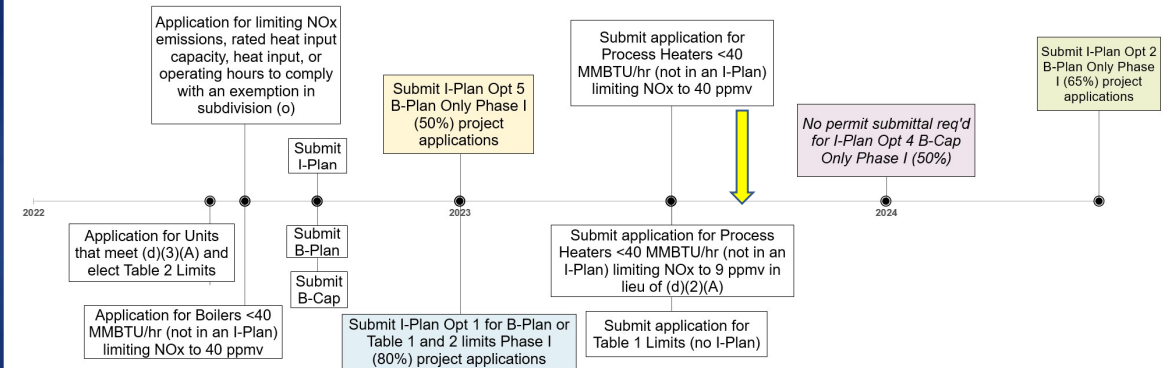 Application for limiting NOx
emissions, rated heat input
capacity, heat input, or
operating hours to comply
with an exemption in
subdivision (o)
Submit
I-Plan
Submit I-Plan Opt 5
B-Plan Only Phase I
(50%) project
applications
Submit application for
Process Heaters <40
MMBTU/hr (not in an I-Plan)
limiting NOx to 40 ppmv
No permit submittal req'd
for I-Plan Opt 4 B-Cap
Only Phase I (50%)
Submit I-Plan Opt 2
B-Plan Only Phase
I (65%) project
applications
2022
2023
2024
Application for Units
that meet (d)(3)(A) and
elect Table 2 Limits
Application for Boilers <40
MMBTU/hr (not in an I-Plan)
limiting NOx to 40 ppmv
Submit
B-Plan
Submit
B-Cap
Submit I-Plan Opt 1 for B-Plan or
Table 1 and 2 limits Phase I
(80%) project applications
Submit application for Process
Heaters <40 MMBTU/hr (not in an
I-Plan) limiting NOx to 9 ppmv in
lieu of (d)(2)(A)
Submit application for
Table 1 Limits (no I-Plan)